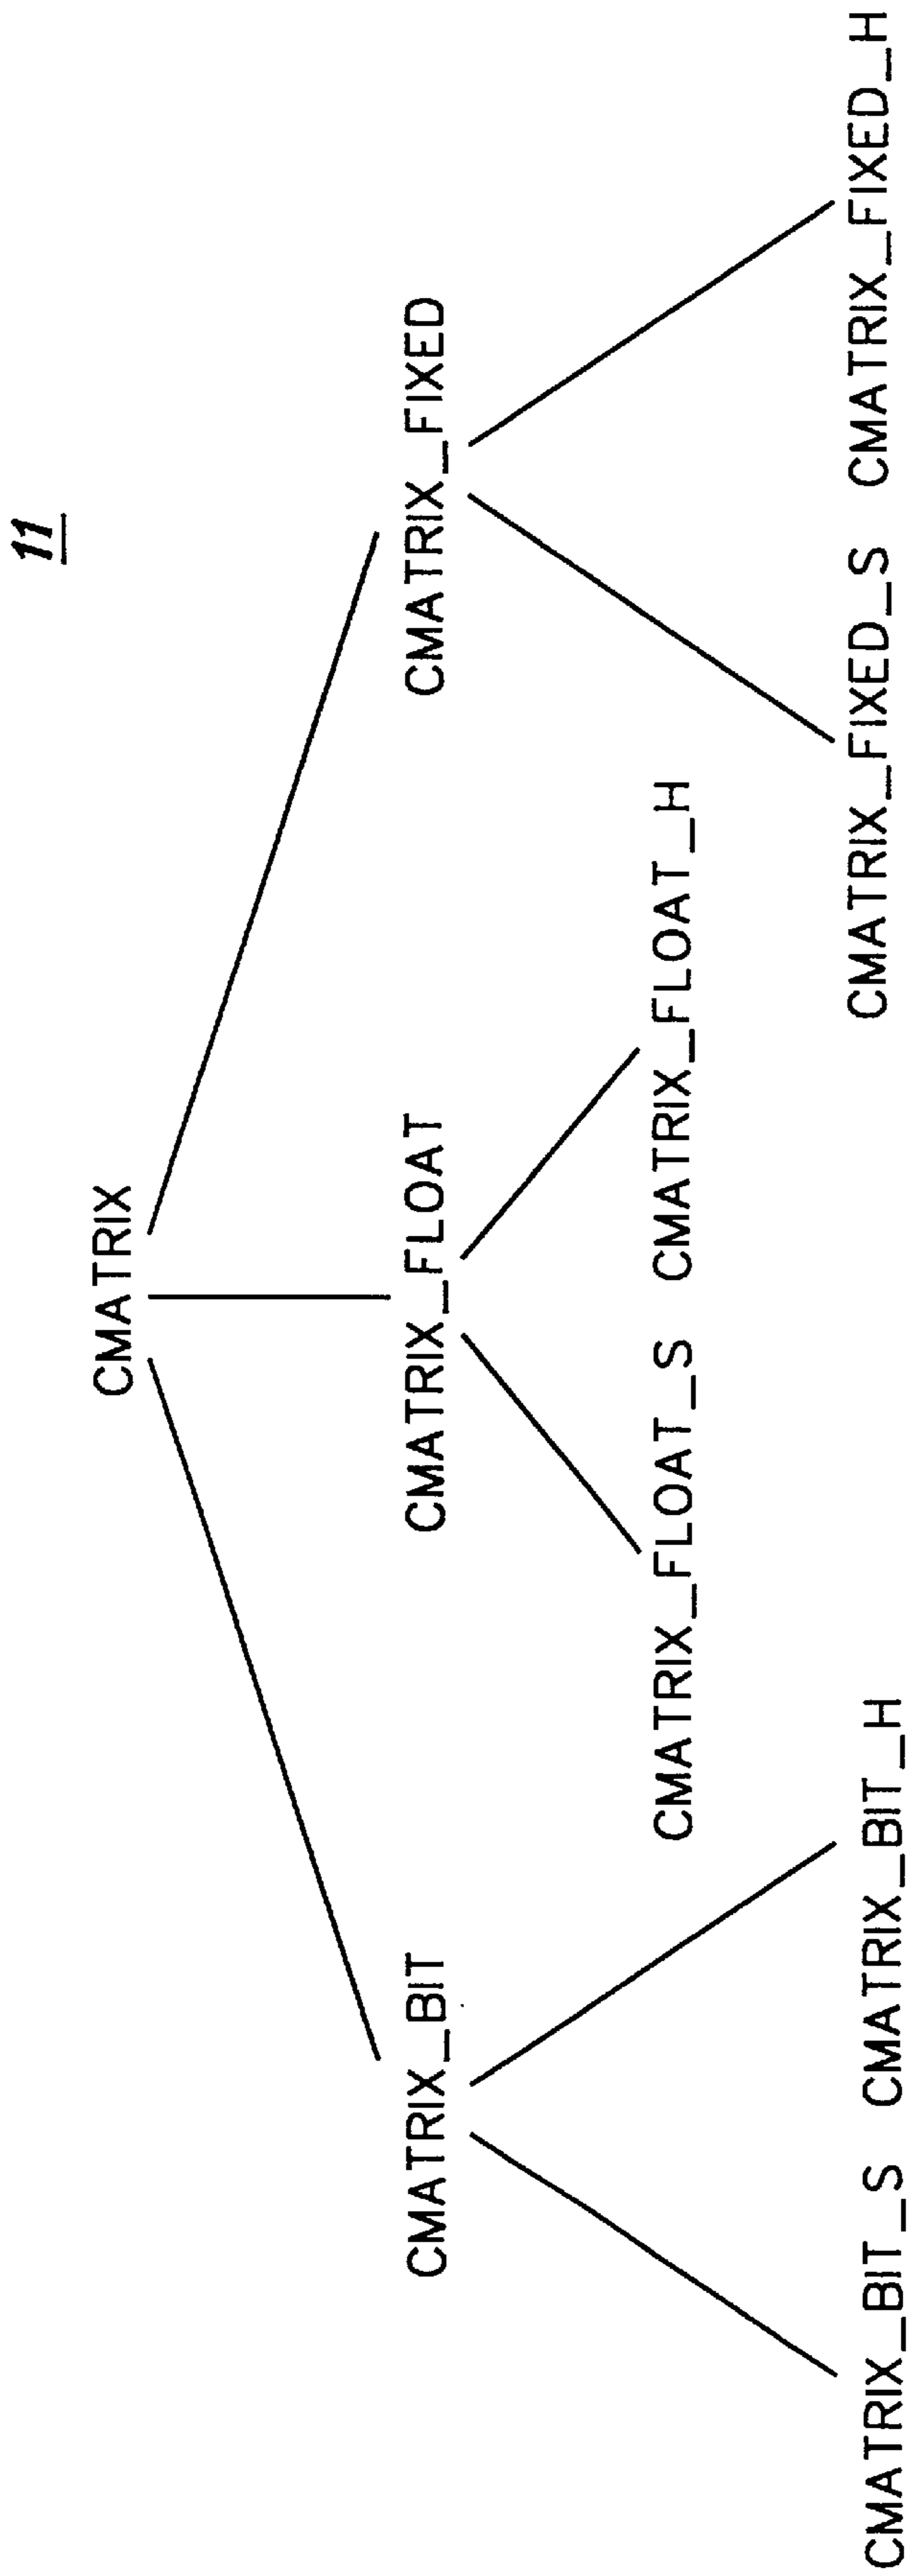 11
CMATRIX
CMATRIX_BIT CMATRIX_FLOAT CMATRIX_FIXED
CMATRIX_FLOAT_S CMATRIX_FLOAT_H
CMATRIX_BIT_S CMATRIX_BIT_H CMATRIX_FIXED_S CMATRIX_FIXED_H